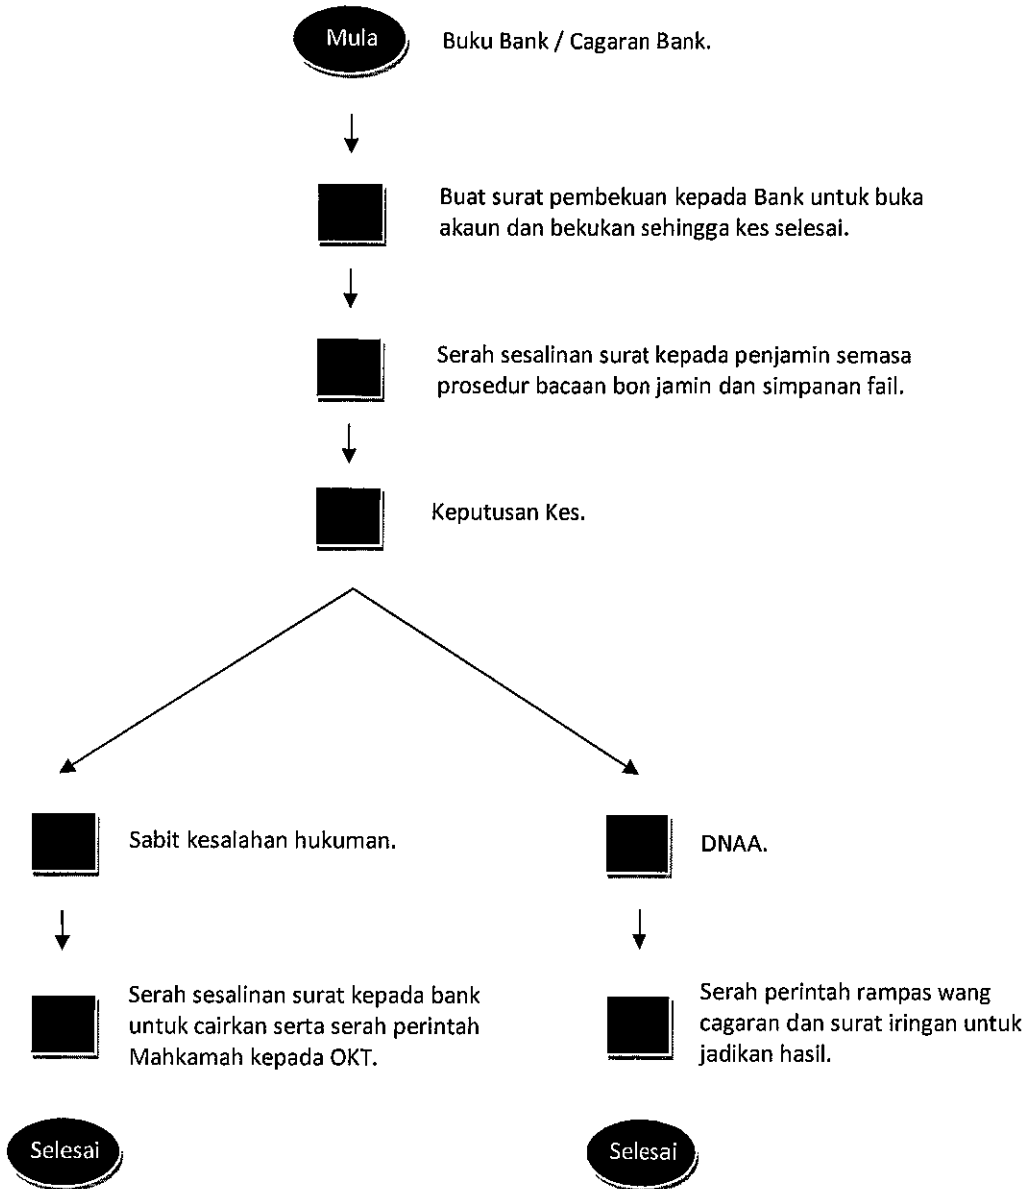 Mula
Buku Bank / Cagaran Bank.
Buat surat pembekuan kepada Bank untuk buka
akaun dan bekukan sehingga kes selesai.
Serah sesalinan surat kepada penjamin semasa
prosedur bacaan bon jamin dan simpanan fail.
Keputusan Kes.
Sabit kesalahan hukuman.
DNAA.
Serah sesalinan surat kepada bank
untuk cairkan serta serah perintah
Mahkamah kepada OKT.
Serah perintah rampas wang
cagaran dan surat iringan untuk
jadikan hasil.
Selesai
Selesai